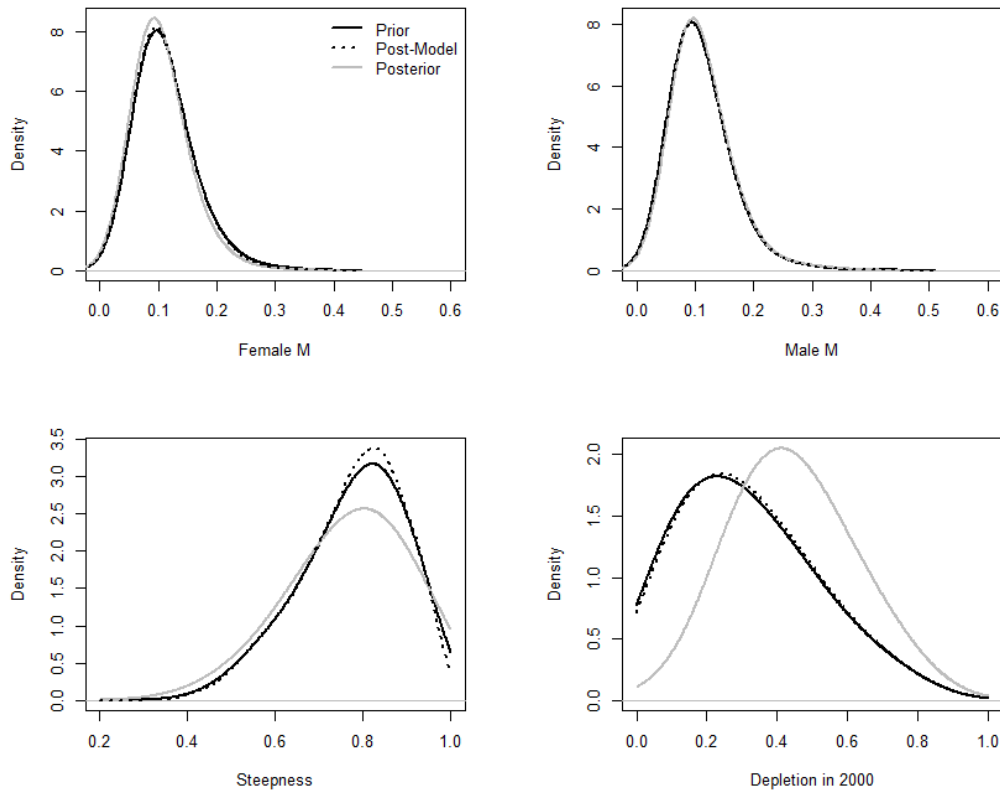 Prior
Post-Model
Posterior
Density
0 2 4 6 8
0.0 0.1 0.2 0.3 0.4 0.5 0.6
Female M
Density
0 2 4 6 8
0.0 0.1 0.2 0.3 0.4 0.5 0.6
Male M
Density
0.0 0.5 1.0 1.5 2.0 2.5 3.0 3.5
0.2 0.4 0.6 0.8 1.0
Steepness
Density
0.0 0.5 1.0 1.5 2.0
0.0 0.2 0.4 0.6 0.8 1.0
Depletion in 2000